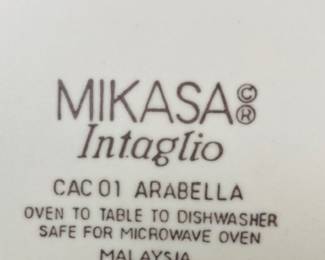 MIKASA ©®
Intaglio
CAC 01 ARABELLA
OVEN TO TABLE TO DISHWASHER
SAFE FOR MICROWAVE OVEN
MALAYSIA